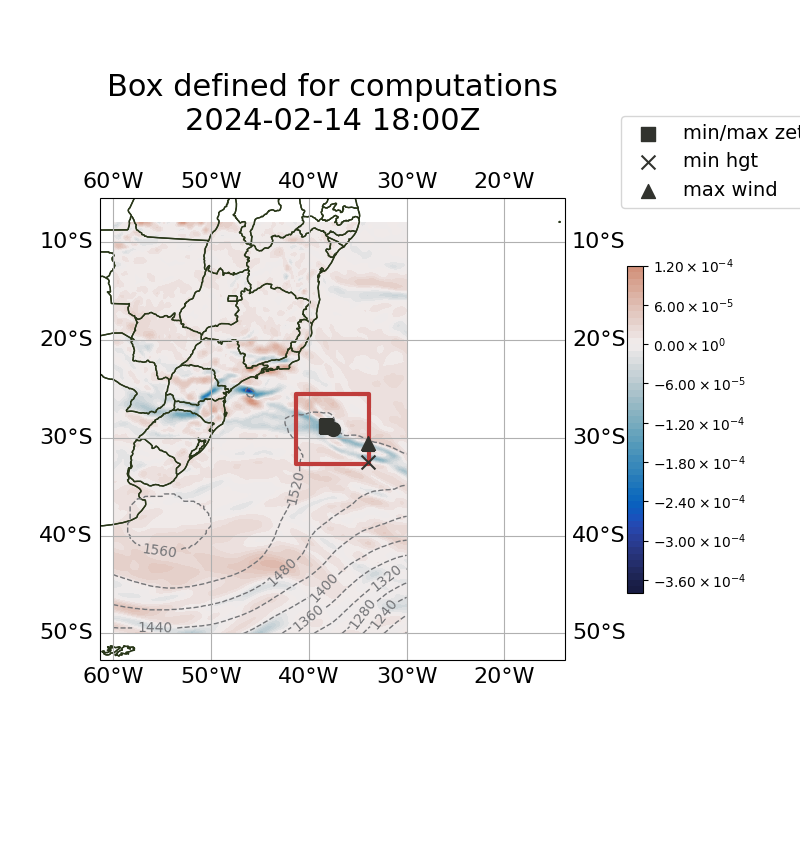 Box defined for computations
2024-02-14 18:00Z
min/max zet
min hgt
max wind
60°W 50°W 40°W 30°W 20°W
10°S 10°S
20°S 20°S
30°S 30°S
40°S 40°S
50°S 50°S
60°W 50°W 40°W 30°W 20°W
1.20 × 10⁻⁴
6.00 × 10⁻⁵
0.00 × 10⁰
−6.00 × 10⁻⁵
−1.20 × 10⁻⁴
−1.80 × 10⁻⁴
−2.40 × 10⁻⁴
−3.00 × 10⁻⁴
−3.60 × 10⁻⁴
1520
1560
1480
1400
1320
1440
1360
1280
1240